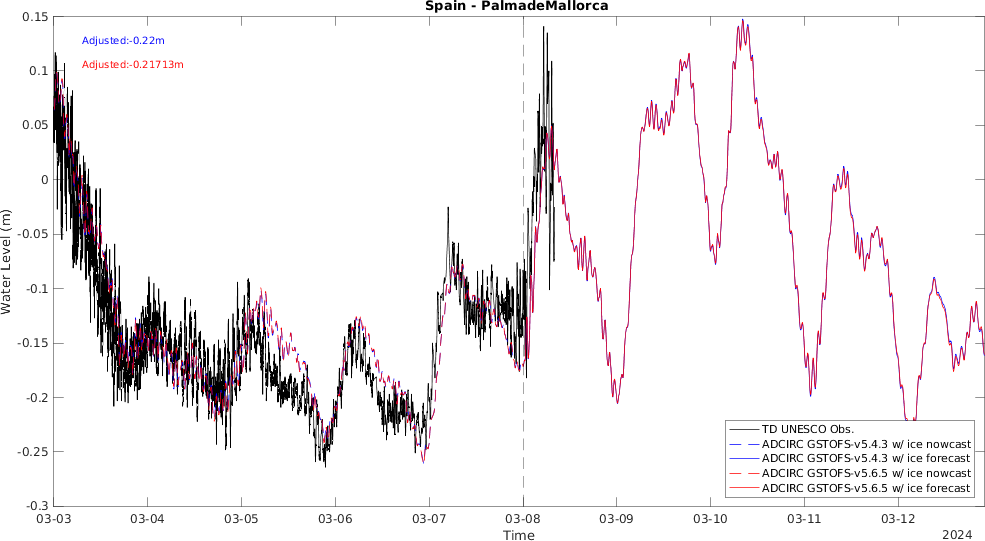 Spain - PalmadeMallorca
0.15
Adjusted:-0.22m
Adjusted:-0.21713m
0.1
0.05
0
-0.05
-0.1
-0.15
-0.2
-0.25
-0.3
Water Level (m)
TD UNESCO Obs.
ADCIRC GSTOFS-v5.4.3 w/ ice nowcast
ADCIRC GSTOFS-v5.4.3 w/ ice forecast
ADCIRC GSTOFS-v5.6.5 w/ ice nowcast
ADCIRC GSTOFS-v5.6.5 w/ ice forecast
03-03 03-04 03-05 03-06 03-07 03-08 03-09 03-10 03-11 03-12
Time
2024